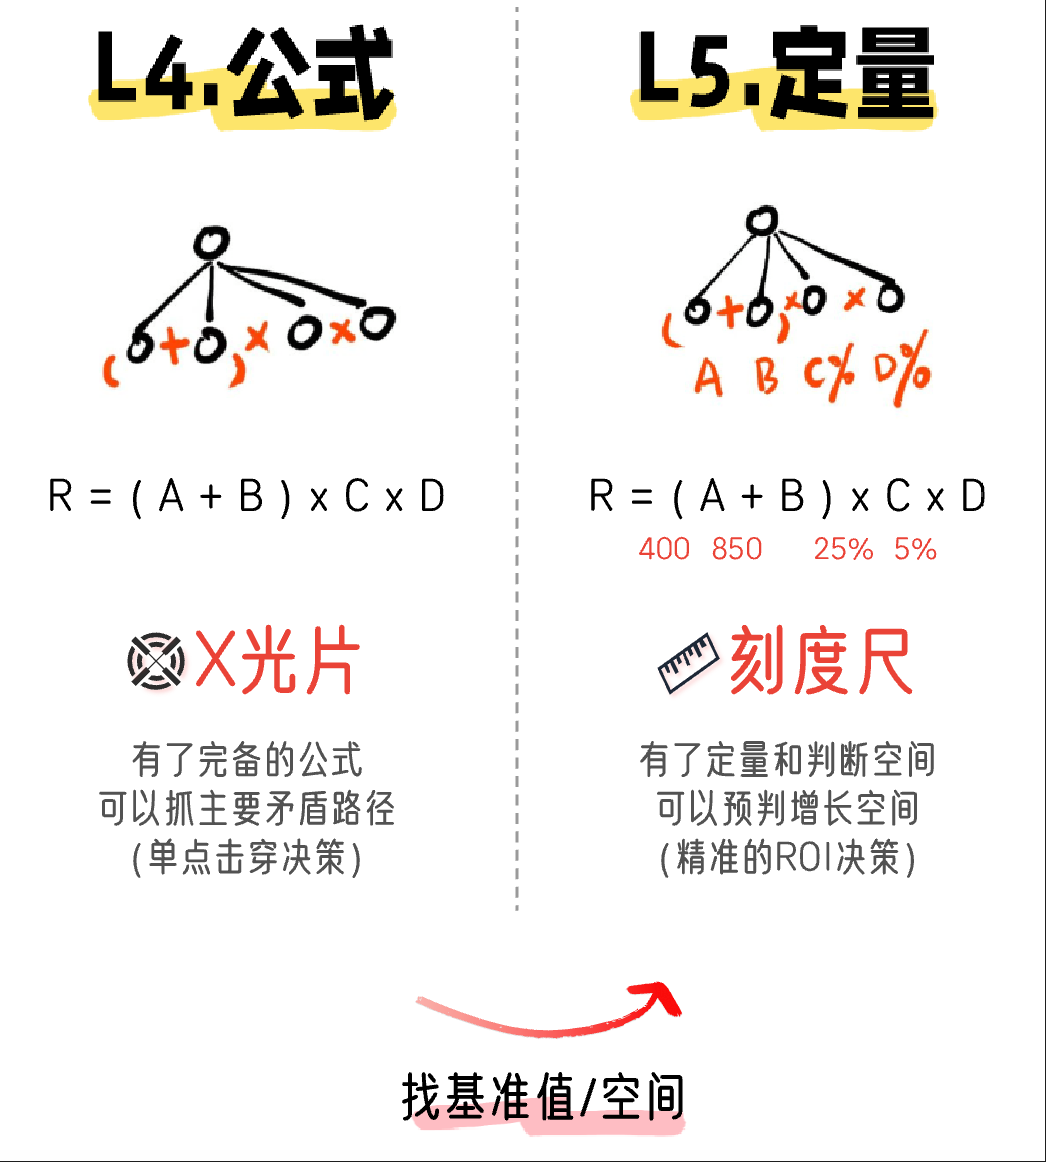 L4.公式
( + ) × ×
R = ( A + B ) x C x D
X光片
有了完备的公式
可以抓主要矛盾路径
(单点击穿决策)
L5.定量
( + ) × ×
A B C% D%
R = ( A + B ) x C x D
400 850 25% 5%
刻度尺
有了定量和判断空间
可以预判增长空间
(精准的ROI决策)
找基准值/空间